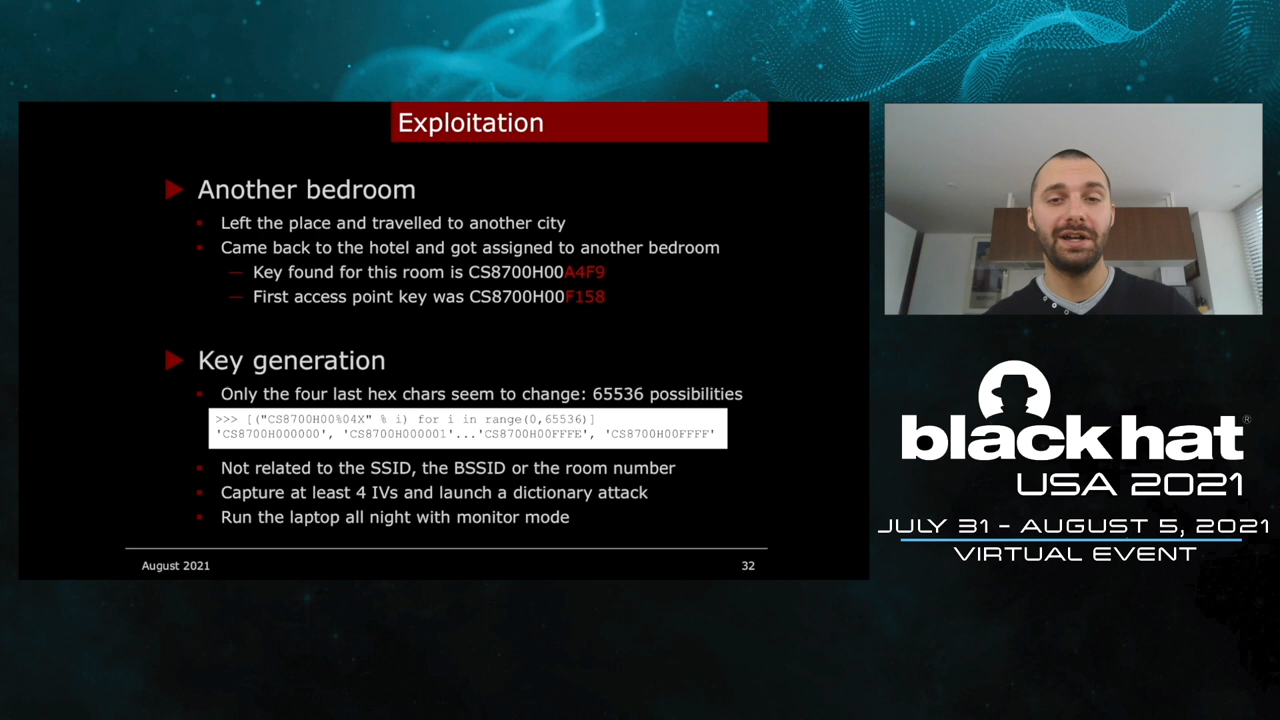 Exploitation
Another bedroom
Left the place and travelled to another city
Came back to the hotel and got assigned to another bedroom
— Key found for this room is CS8700H00A4F9
— First access point key was CS8700H00F158
Key generation
Only the four last hex chars seem to change: 65536 possibilities
>>> [("CS8700H00%04X" % i) for i in range(0,65536)]
'CS8700H000000', 'CS8700H000001'...'CS8700H00FFFE', 'CS8700H00FFFF'
Not related to the SSID, the BSSID or the room number
Capture at least 4 IVs and launch a dictionary attack
Run the laptop all night with monitor mode
August 2021
32
black hat®
USA 2021
JULY 31 - AUGUST 5, 2021
VIRTUAL EVENT